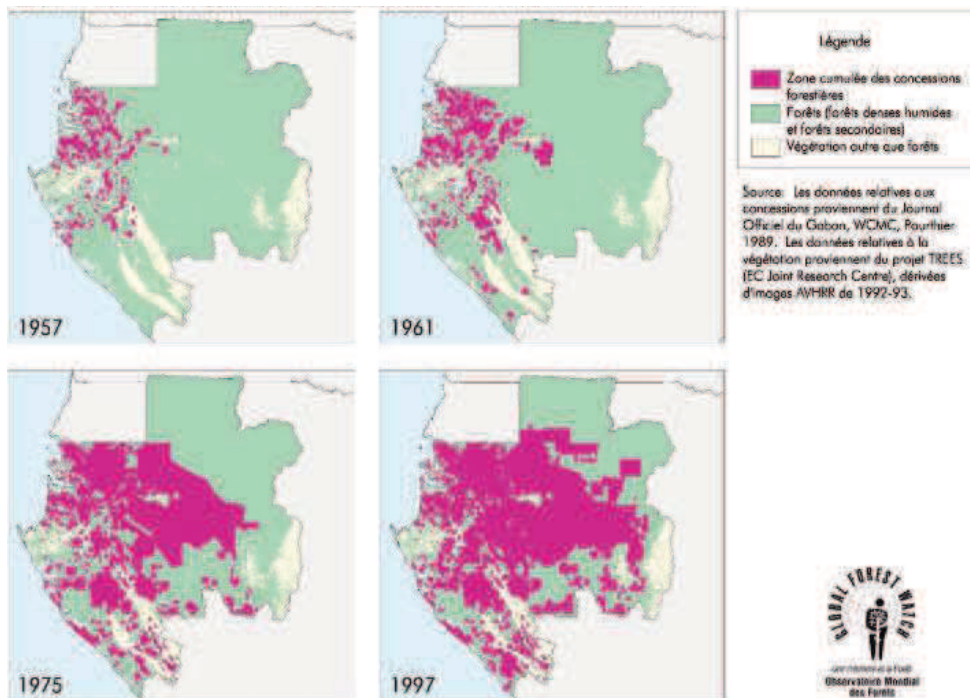 1957
1961
Légende
Zone cumulée des concessions
forestières
Forêts (forêts denses humides
et forêts secondaires)
Végétation autre que forêts
Source: Les données relatives aux
concessions proviennent du Journal
Officiel du Gabon, WCMC, Pourthier
1989. Les données relatives à la
végétation proviennent du projet TREES
(EC Joint Research Centre), dérivées
d'images AVHRR de 1992-93.
1975
1997
GLOBAL FOREST WATCH
Observatoire Mondial
des Forêts